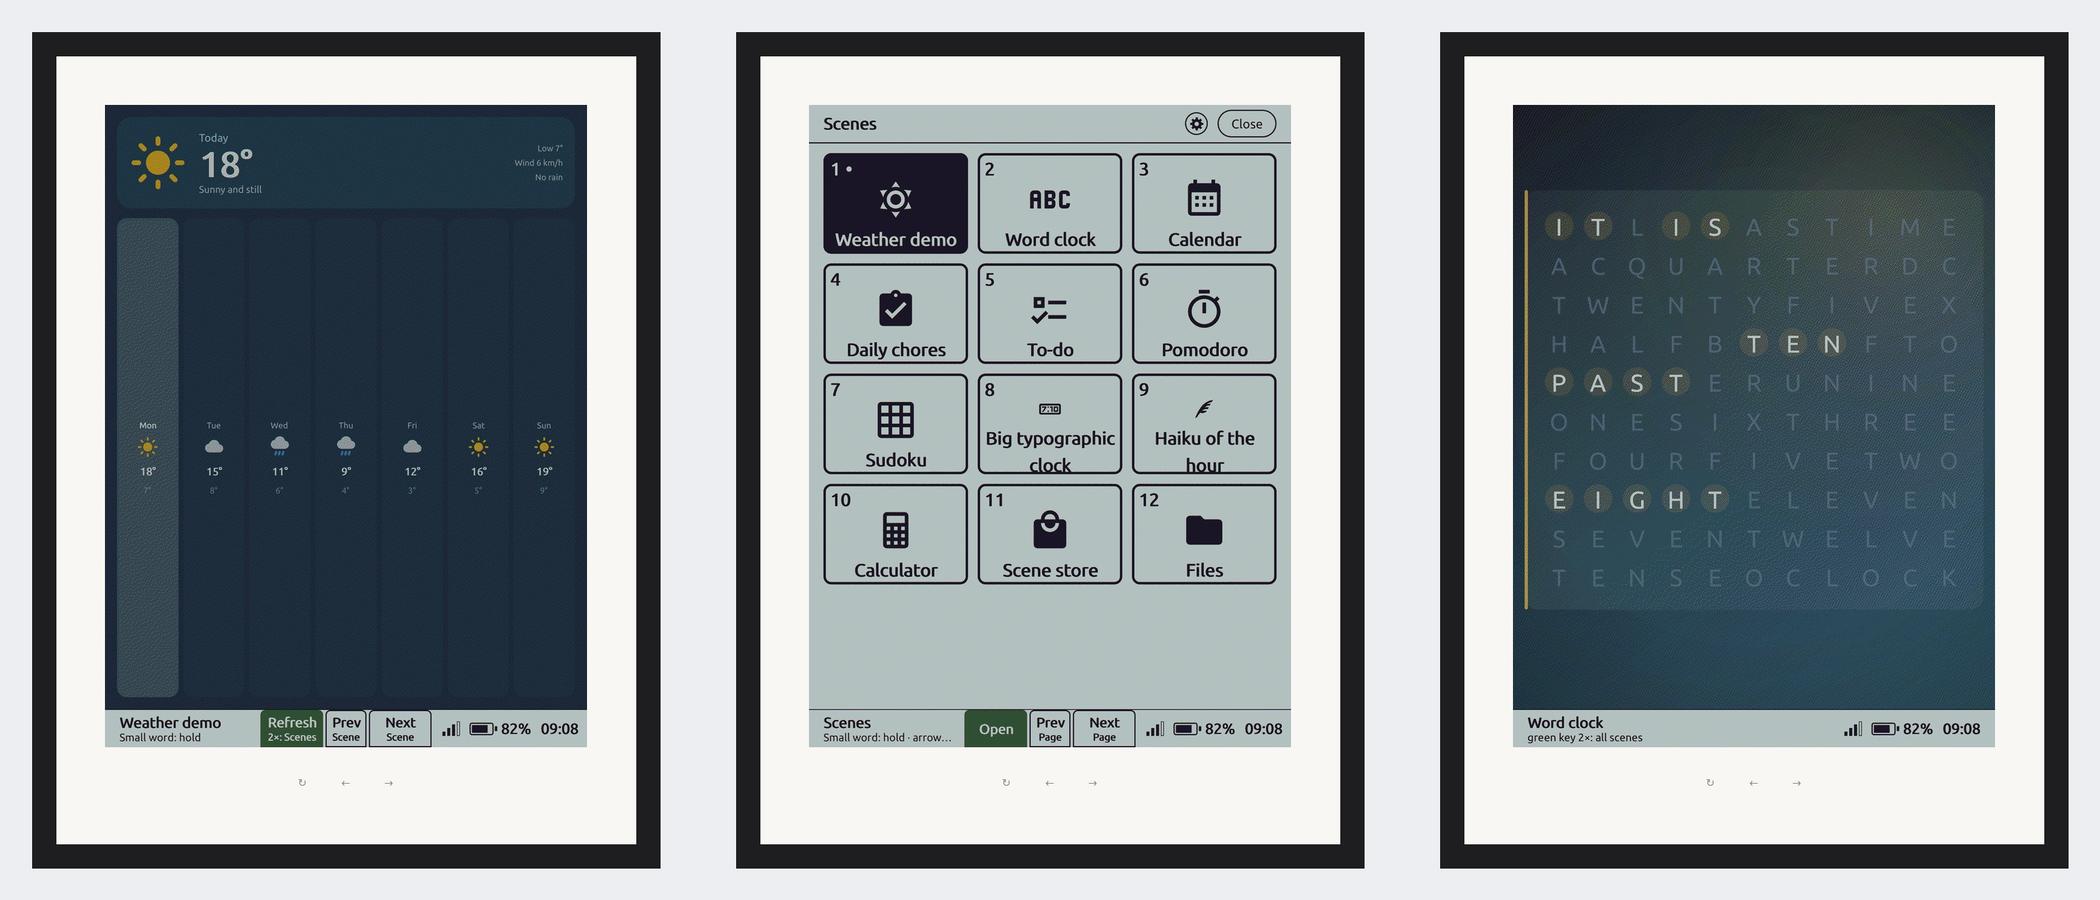 Today
18°
Sunny and still
Low 7°
Wind 6 km/h
No rain
Mon
18°
7°
Tue
15°
8°
Wed
11°
6°
Thu
9°
4°
Fri
12°
3°
Sat
16°
5°
Sun
19°
9°
Weather demo
Small word: hold
Refresh
2×: Scenes
Prev
Scene
Next
Scene
82%
09:08
↻ ← →
Scenes
Close
1 •
Weather demo
2
ABC
Word clock
3
Calendar
4
Daily chores
5
To-do
6
Pomodoro
7
Sudoku
8
7:10
Big typographic
clock
9
Haiku of the
hour
10
Calculator
11
Scene store
12
Files
Scenes
Small word: hold · arrow…
Open
Prev
Page
Next
Page
82%
09:08
↻ ← →
I T L I S A S T I M E
A C Q U A R T E R D C
T W E N T Y F I V E X
H A L F B T E N F T O
P A S T E R U N I N E
O N E S I X T H R E E
F O U R F I V E T W O
E I G H T E L E V E N
S E V E N T W E L V E
T E N S E O C L O C K
Word clock
green key 2×: all scenes
82%
09:08
↻ ← →